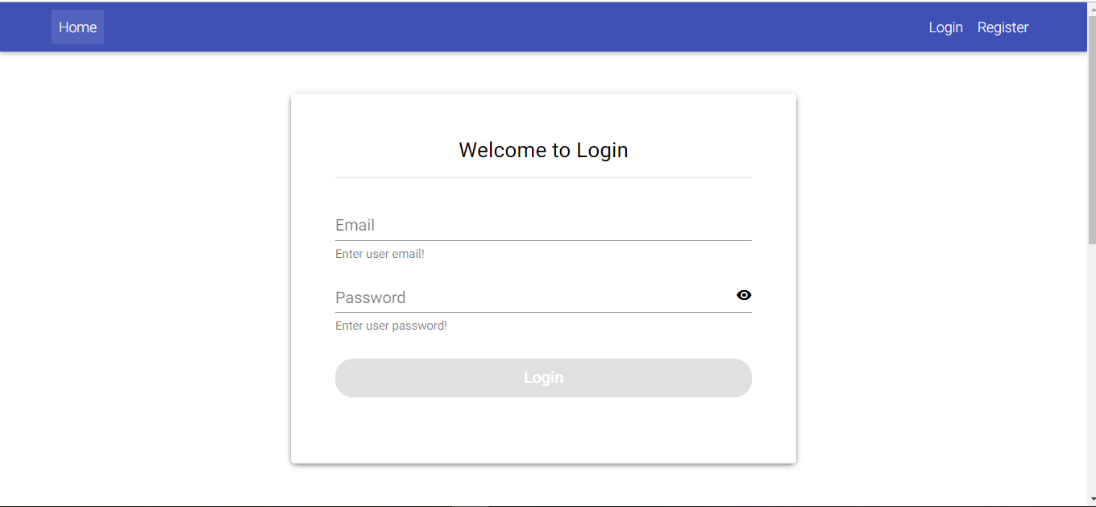 Home Login Register
Welcome to Login
Email
Enter user email!
Password
Enter user password!
Login